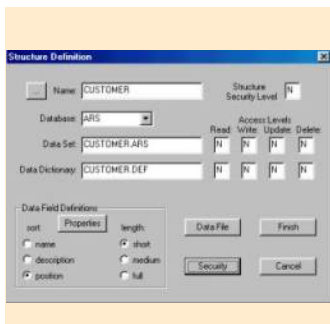 Structure Definition
... Name: CUSTOMER Structure Security Level N
Database: ARS Access Levels
Read Write Update Delete
Data Set: CUSTOMER.ARS N N N N
Data Dictionary: CUSTOMER.DEF N N N N
Data Field Definitions
sort: Properties length:
name short
description medium
position full
Data File Finish
Security Cancel